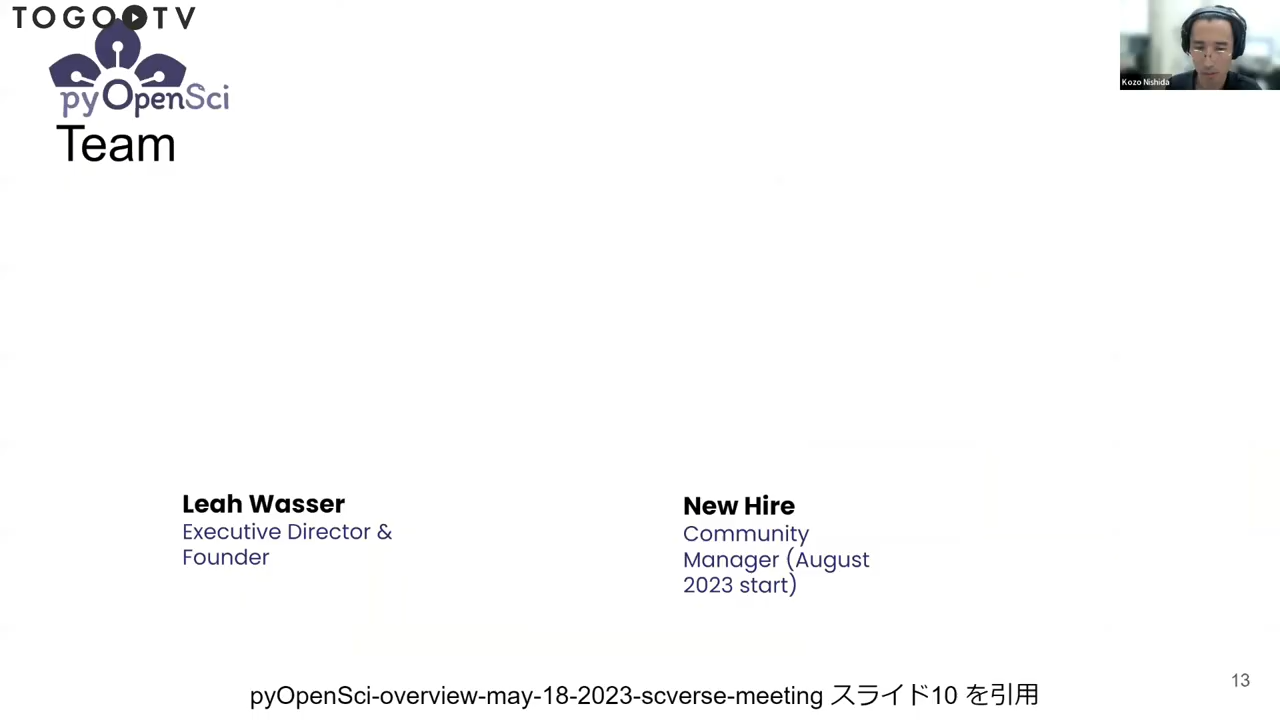 TOGO TV
Kozo Nishida
pyOpenSci
Team
Leah Wasser
Executive Director &
Founder
New Hire
Community
Manager (August
2023 start)
13
pyOpenSci-overview-may-18-2023-scverse-meeting スライド10 を引用